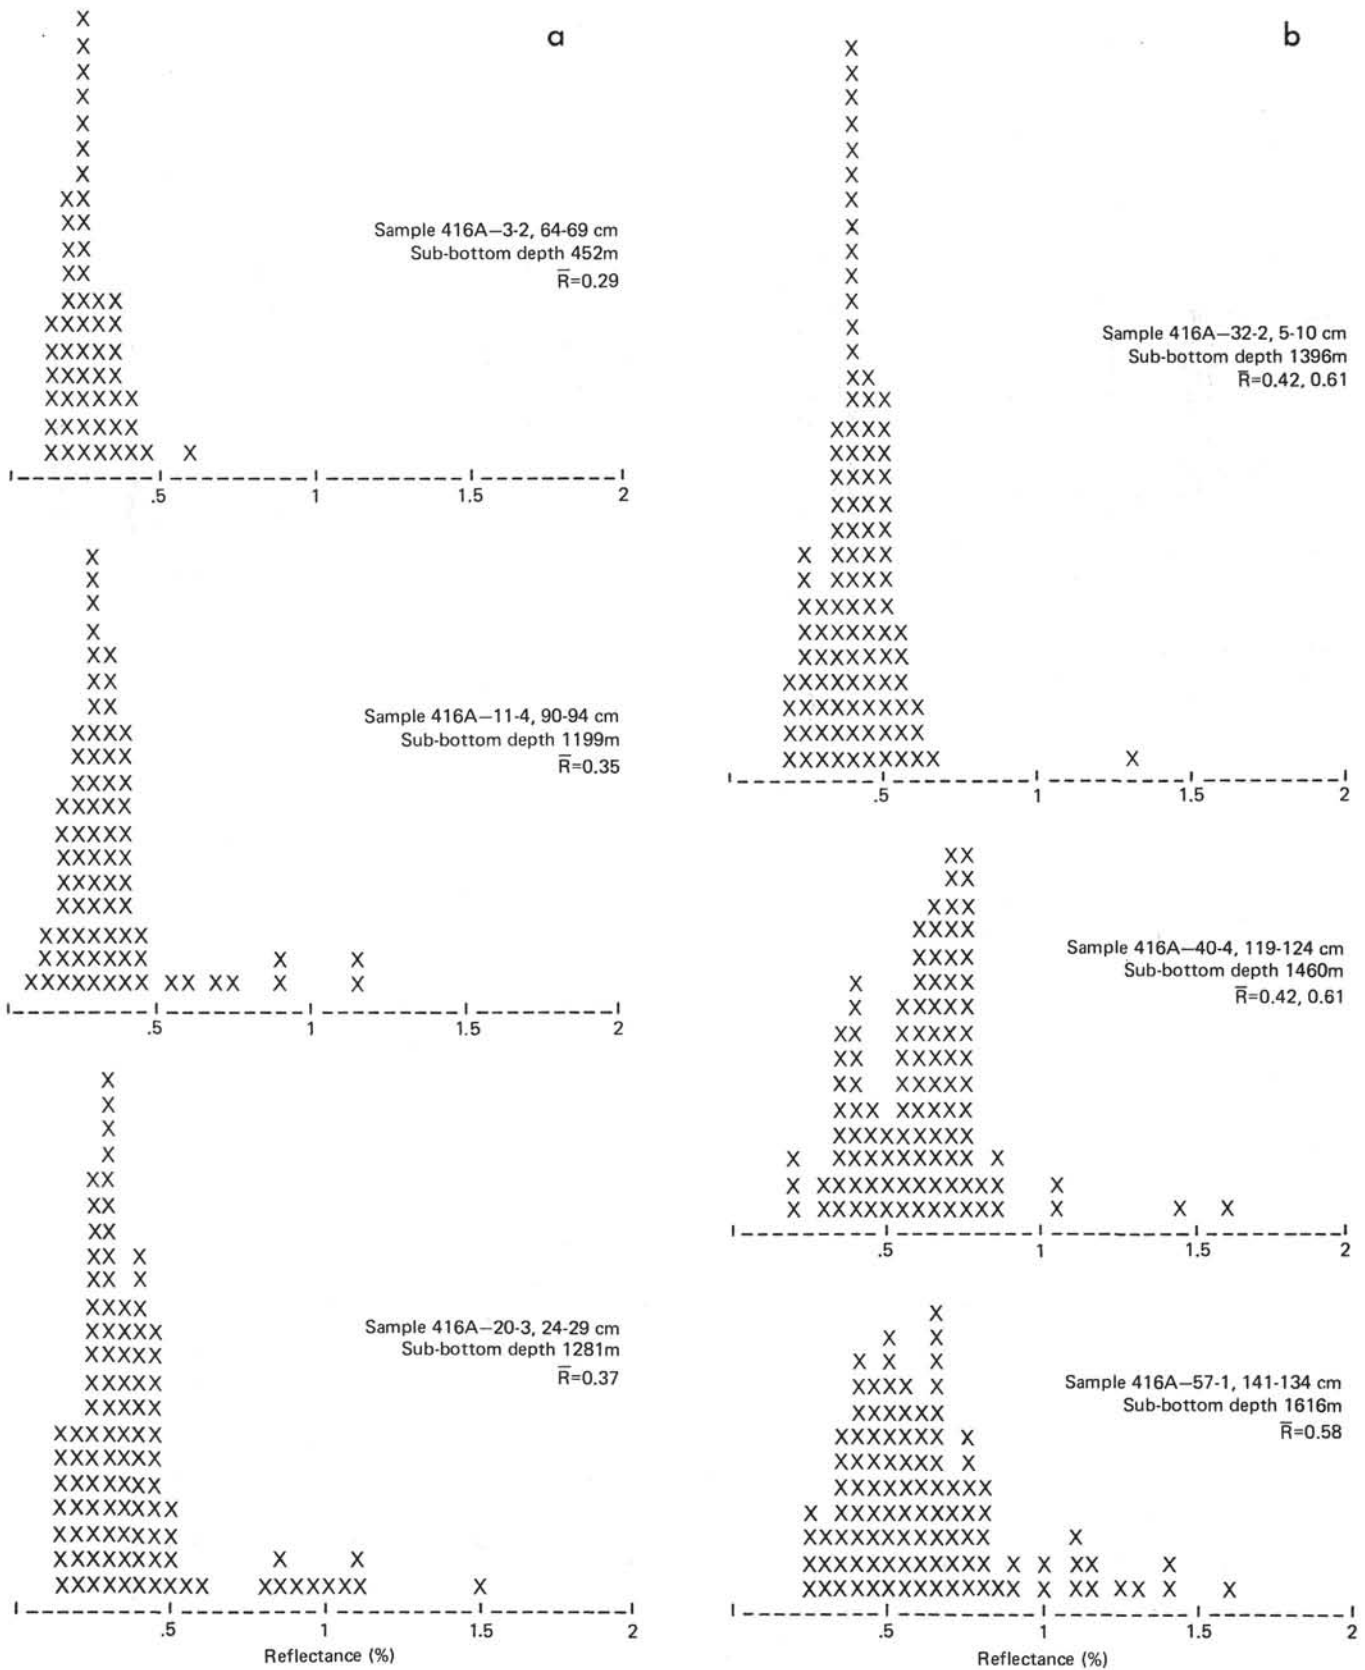 a
Sample 416A—3-2, 64-69 cm
Sub-bottom depth 452m
R̅=0.29
.5 1 1.5 2
Sample 416A—11-4, 90-94 cm
Sub-bottom depth 1199m
R̅=0.35
.5 1 1.5 2
Sample 416A—20-3, 24-29 cm
Sub-bottom depth 1281m
R̅=0.37
.5 1 1.5 2
Reflectance (%)
b
Sample 416A—32-2, 5-10 cm
Sub-bottom depth 1396m
R̅=0.42, 0.61
.5 1 1.5 2
Sample 416A—40-4, 119-124 cm
Sub-bottom depth 1460m
R̅=0.42, 0.61
.5 1 1.5 2
Sample 416A—57-1, 141-134 cm
Sub-bottom depth 1616m
R̅=0.58
.5 1 1.5 2
Reflectance (%)